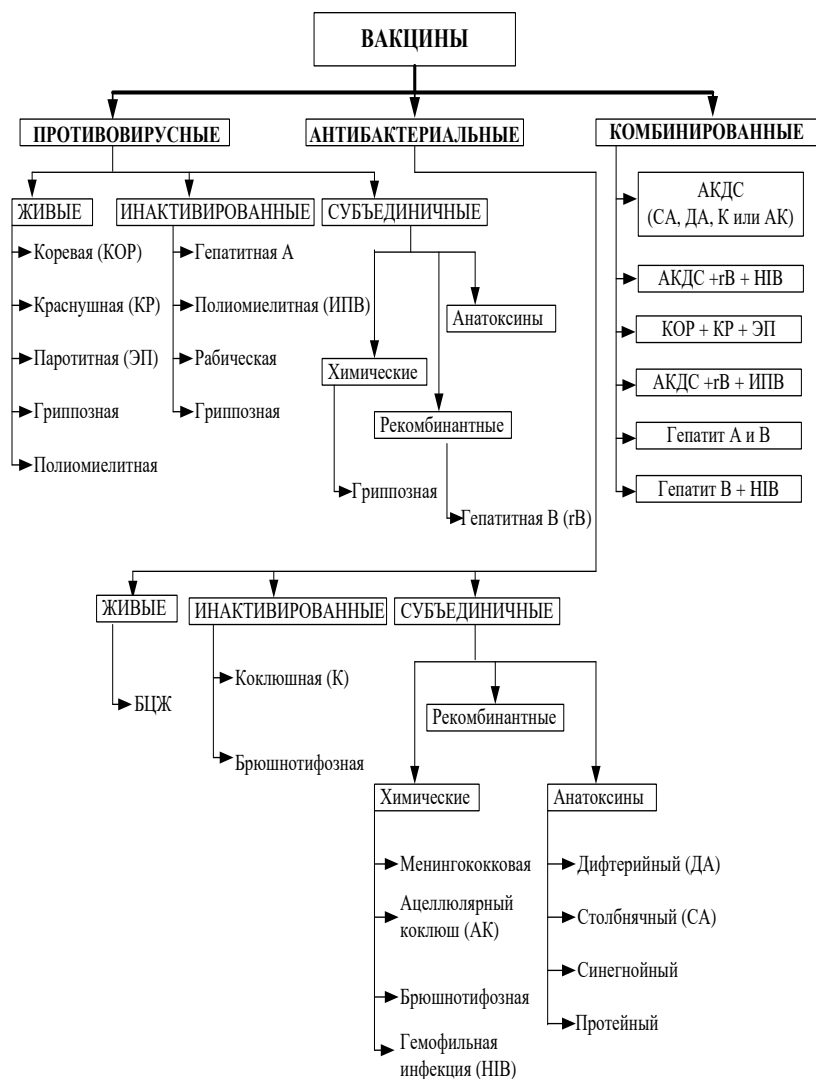 ВАКЦИНЫ
ПРОТИВОВИРУСНЫЕ
АНТИБАКТЕРИАЛЬНЫЕ
КОМБИНИРОВАННЫЕ
ЖИВЫЕ
Коревая (КОР)
Краснушная (КР)
Паротитная (ЭП)
Гриппозная
Полиомиелитная
ИНАКТИВИРОВАННЫЕ
Гепатитная А
Полиомиелитная (ИПВ)
Рабическая
Гриппозная
СУБЪЕДИНИЧНЫЕ
Химические
Гриппозная
Рекомбинантные
Гепатитная В (rB)
Анатоксины
АКДС
(СА, ДА, К или АК)
АКДС +rB + HIB
КОР + КР + ЭП
АКДС +rB + ИПВ
Гепатит А и В
Гепатит В + HIB
ЖИВЫЕ
БЦЖ
ИНАКТИВИРОВАННЫЕ
Коклюшная (К)
Брюшнотифозная
СУБЪЕДИНИЧНЫЕ
Рекомбинантные
Химические
Менингококковая
Ацеллюлярный
коклюш (АК)
Брюшнотифозная
Гемофильная
инфекция (HIB)
Анатоксины
Дифтерийный (ДА)
Столбнячный (СА)
Синегнойный
Протейный